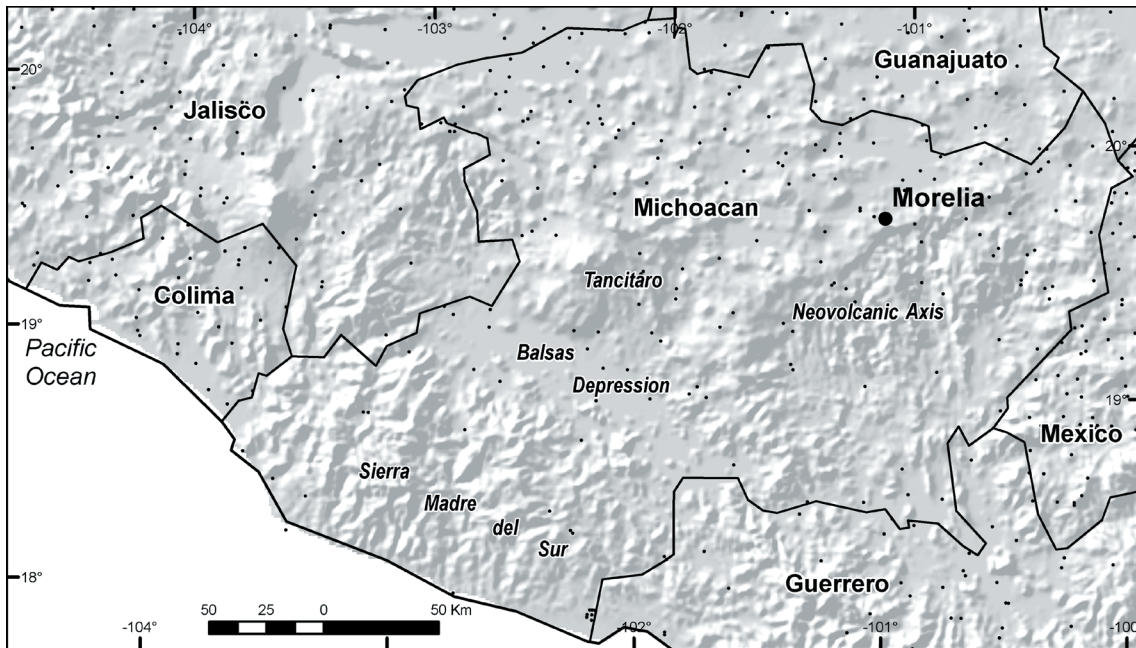 -104°
-103°
-102°
-101°
20°
Guanajuato
Jalisco
20°
Morelia
Michoacan
Tancitaro
Colima
Neovolcanic Axis
19°
Pacific
Ocean
Balsas
Depression
19°
Mexico
Sierra
Madre
del
Sur
18°
Guerrero
50 25 0 50 Km
-104°
-102°
-101°
-100